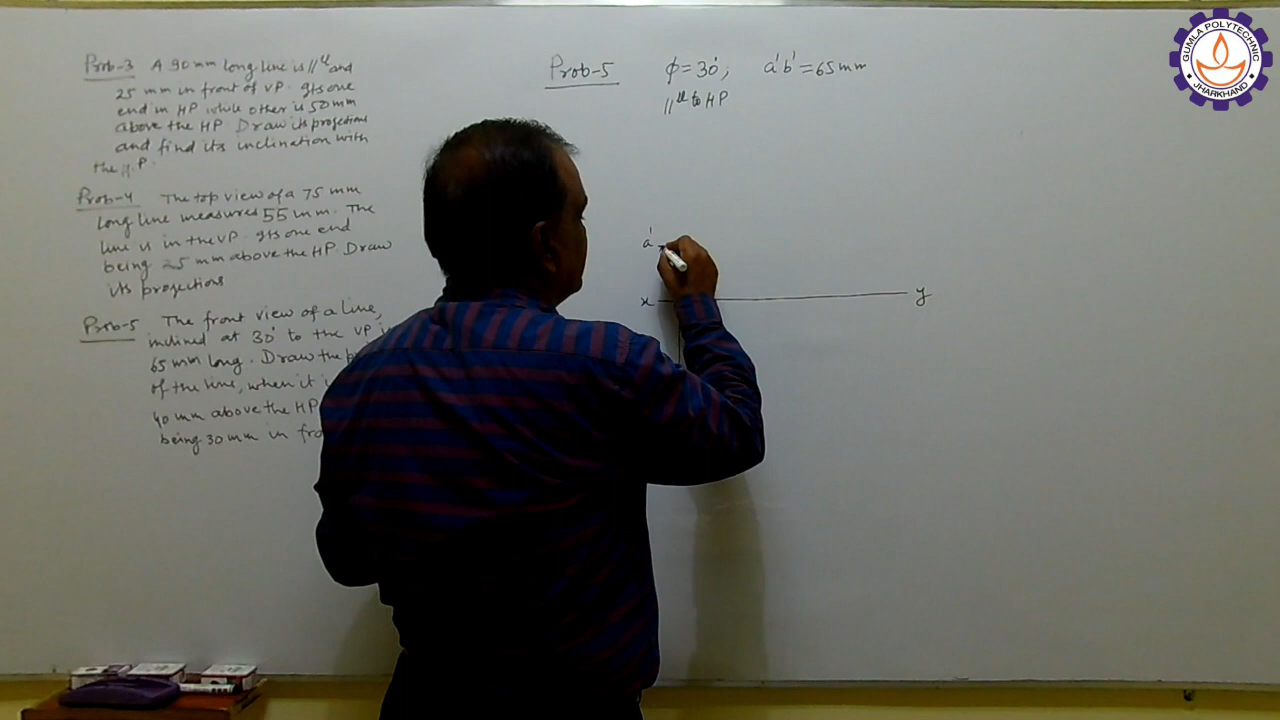 Prob-3 A 90 mm long line is ||el and
25 mm in front of VP. Its one
end in HP while other is 50 mm
above the HP. Draw its projections
and find its inclination with
the H.P.
Prob-4 The top view of a 75 mm
long line measures 55 mm. The
line is in the VP. Its one end
being 25 mm above the HP. Draw
its projections
Prob-5 The front view of a line,
inclined at 30° to the VP is
65 mm long. Draw the
of the line, when it
40 mm above the HP
being 30 mm in
Prob-5 φ = 30°, a'b' = 65 mm
||el to HP
a'
x y
GUMLA POLYTECHNIC
JHARKHAND